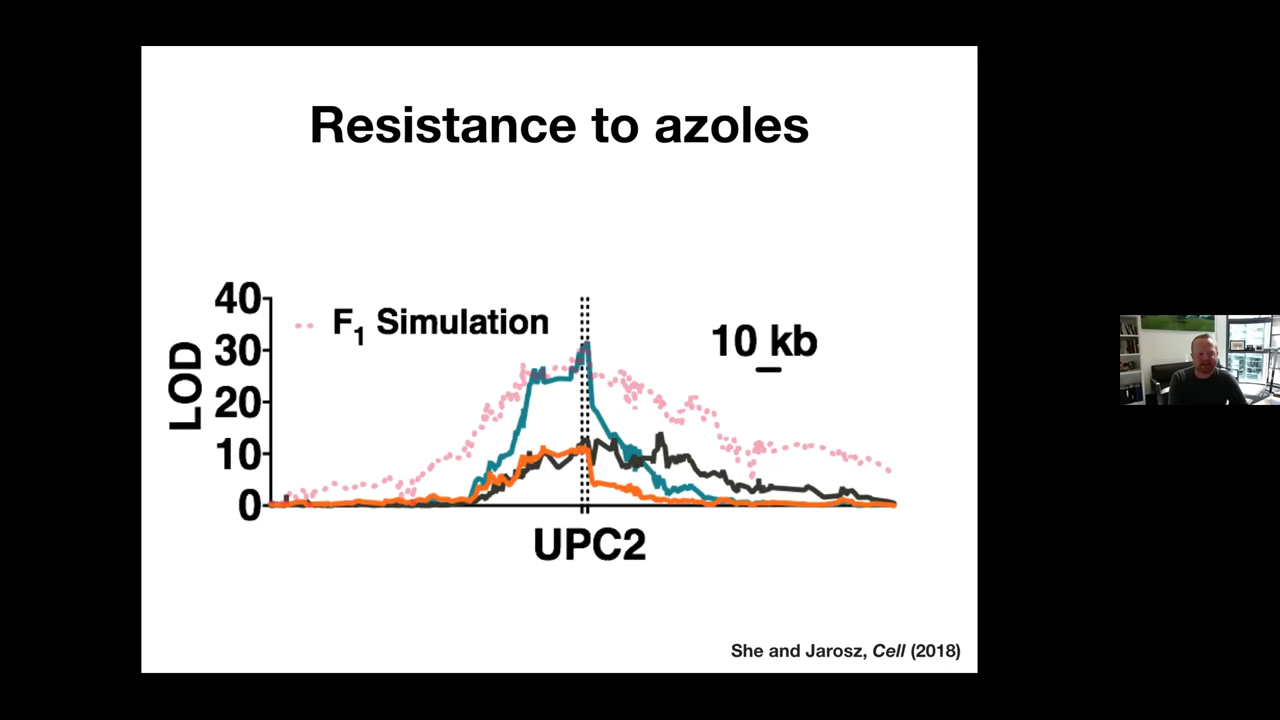 Resistance to azoles
40
30
20
10
0
LOD
F1 Simulation
10 kb
UPC2
She and Jarosz, Cell (2018)